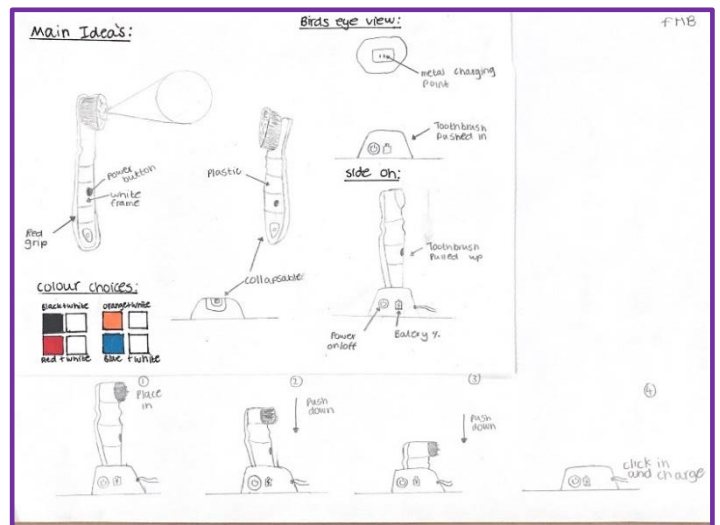 Main Idea's:
Birds eye view:
FMB
metal charging
point
Toothbrush
pushed in
power
button
white
frame
Red
grip
Plastic
collapsable
side on:
Toothbrush
pulled up
Power
on/off
Batery %
colour choices:
Black+white
orange+white
Red + white
Blue + white
①
Place
in
②
Push
down
③
Push
down
④
click in
and charge